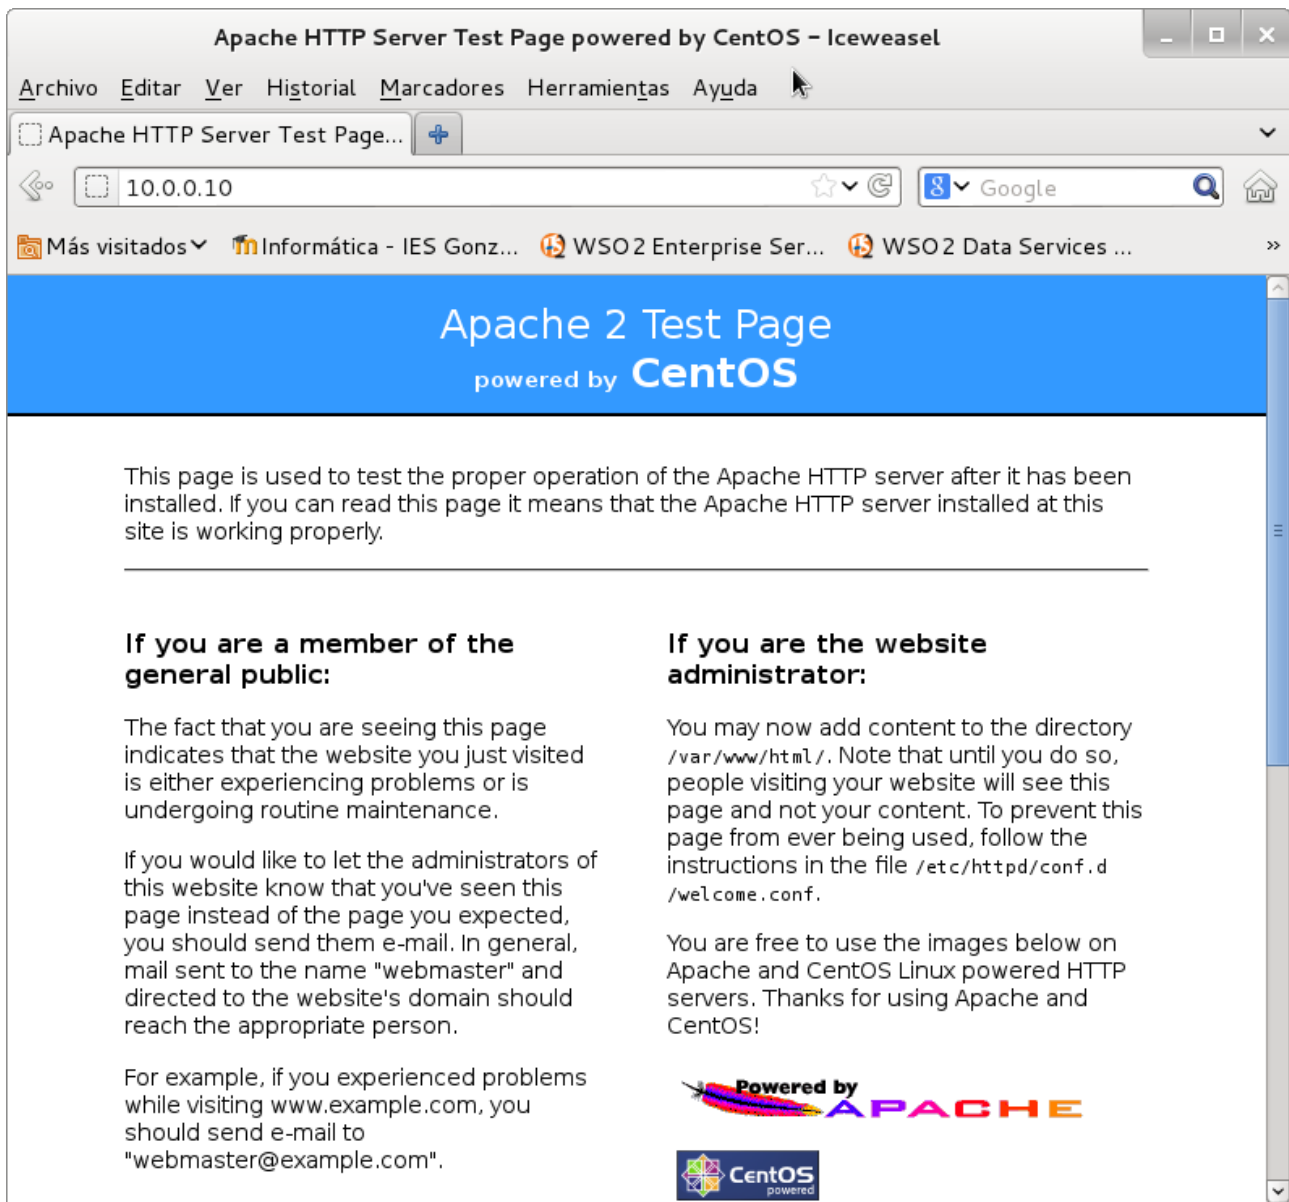 Apache HTTP Server Test Page powered by CentOS – Iceweasel
Archivo Editar Ver Historial Marcadores Herramientas Ayuda
Apache HTTP Server Test Page...
10.0.0.10
Google
Más visitados
Informática - IES Gonz...
WSO2 Enterprise Ser...
WSO2 Data Services ...
Apache 2 Test Page
powered by CentOS
This page is used to test the proper operation of the Apache HTTP server after it has been
installed. If you can read this page it means that the Apache HTTP server installed at this
site is working properly.
If you are a member of the
general public:
The fact that you are seeing this page
indicates that the website you just visited
is either experiencing problems or is
undergoing routine maintenance.
If you would like to let the administrators of
this website know that you've seen this
page instead of the page you expected,
you should send them e-mail. In general,
mail sent to the name "webmaster" and
directed to the website's domain should
reach the appropriate person.
For example, if you experienced problems
while visiting www.example.com, you
should send e-mail to
"webmaster@example.com".
If you are the website
administrator:
You may now add content to the directory
/var/www/html/. Note that until you do so,
people visiting your website will see this
page and not your content. To prevent this
page from ever being used, follow the
instructions in the file /etc/httpd/conf.d
/welcome.conf.
You are free to use the images below on
Apache and CentOS Linux powered HTTP
servers. Thanks for using Apache and
CentOS!
Powered by
APACHE
CentOS
powered